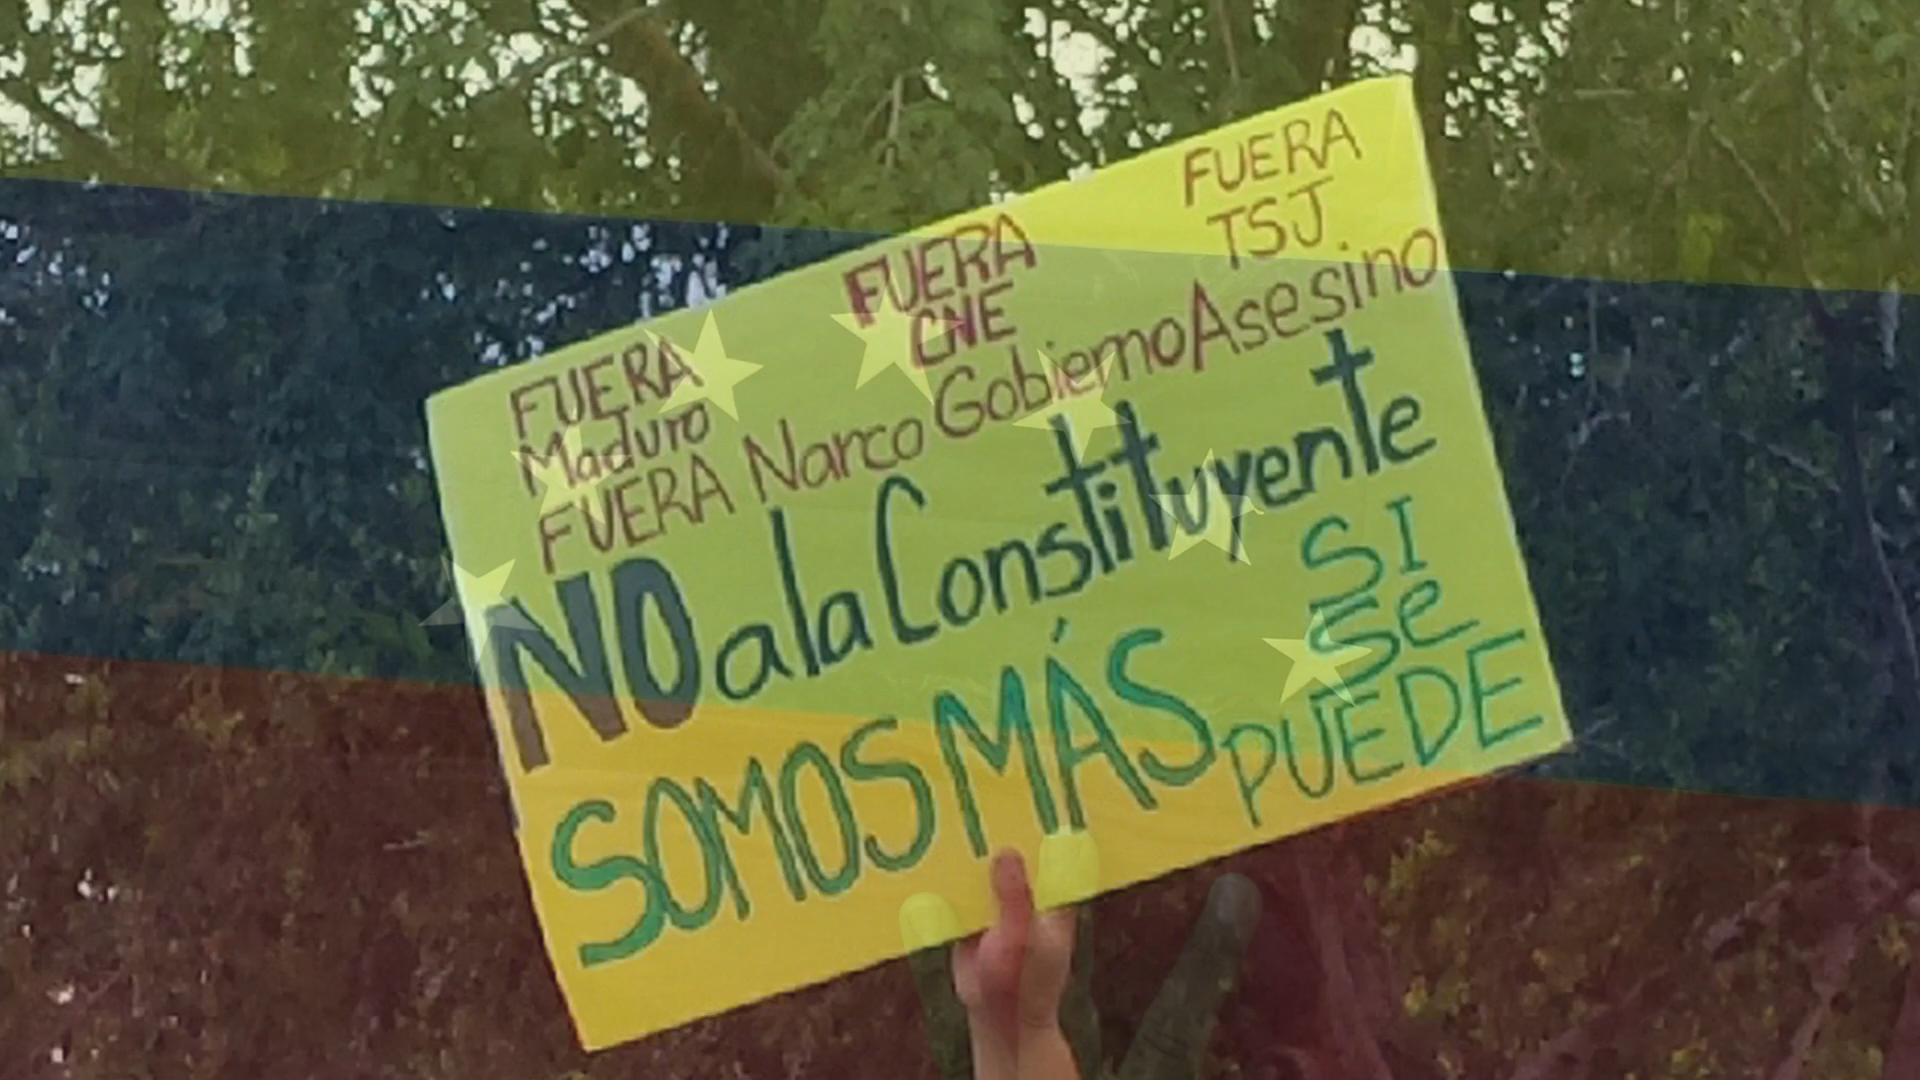 FUERA Maduro
FUERA CNE
FUERA TSJ
FUERA Narco Gobierno Asesino
NO a la Constituyente
SOMOS MÁS
SI Se PUEDE